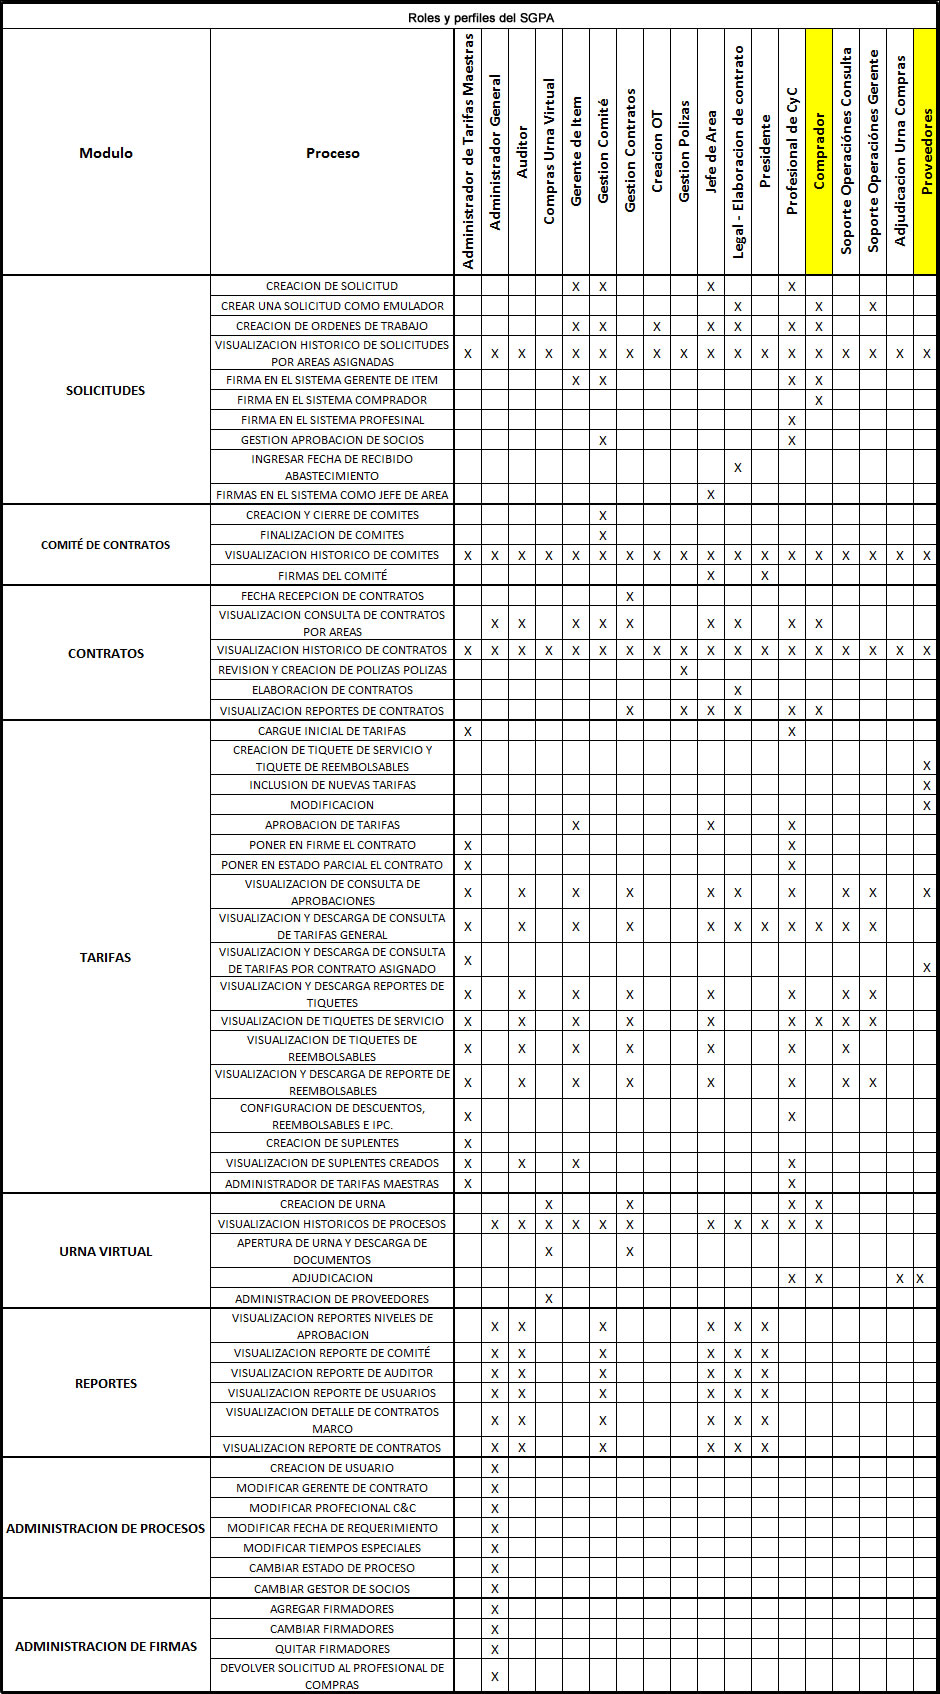 Roles y perfiles del SGPA
Modulo
Proceso
Administrador de Tarifas Maestras
Administrador General
Auditor
Compras Urna Virtual
Gerente de Item
Gestion Comité
Gestion Contratos
Creacion OT
Gestion Polizas
Jefe de Area
Legal - Elaboracion de contrato
Presidente
Profesional de CyC
Comprador
Soporte Operaciónes Consulta
Soporte Operaciónes Gerente
Adjudicacion Urna Compras
Proveedores
SOLICITUDES
CREACION DE SOLICITUD X X X X
CREAR UNA SOLICITUD COMO EMULADOR X X X
CREACION DE ORDENES DE TRABAJO X X X X X X X
VISUALIZACION HISTORICO DE SOLICITUDES
POR AREAS ASIGNADAS X X X X X X X X X X X X X X X X X X
FIRMA EN EL SISTEMA GERENTE DE ITEM X X X X
FIRMA EN EL SISTEMA COMPRADOR X
FIRMA EN EL SISTEMA PROFESINAL X
GESTION APROBACION DE SOCIOS X X
INGRESAR FECHA DE RECIBIDO
ABASTECIMIENTO X
FIRMAS EN EL SISTEMA COMO JEFE DE AREA X
COMITÉ DE CONTRATOS
CREACION Y CIERRE DE COMITES X
FINALIZACION DE COMITES X
VISUALIZACION HISTORICO DE COMITES X X X X X X X X X X X X X X X X X X
FIRMAS DEL COMITÉ X X
CONTRATOS
FECHA RECEPCION DE CONTRATOS X
VISUALIZACION CONSULTA DE CONTRATOS
POR AREAS X X X X X X X X X
VISUALIZACION HISTORICO DE CONTRATOS X X X X X X X X X X X X X X X X X X
REVISION Y CREACION DE POLIZAS POLIZAS X
ELABORACION DE CONTRATOS X
VISUALIZACION REPORTES DE CONTRATOS X X X X X X
TARIFAS
CARGUE INICIAL DE TARIFAS X X
CREACION DE TIQUETE DE SERVICIO Y
TIQUETE DE REEMBOLSABLES X
INCLUSION DE NUEVAS TARIFAS X
MODIFICACION X
APROBACION DE TARIFAS X X X
PONER EN FIRME EL CONTRATO X X
PONER EN ESTADO PARCIAL EL CONTRATO X X
VISUALIZACION DE CONSULTA DE
APROBACIONES X X X X X X X X X X
VISUALIZACION Y DESCARGA DE CONSULTA
DE TARIFAS GENERAL X X X X X X X X X X X
VISUALIZACION Y DESCARGA DE CONSULTA
DE TARIFAS POR CONTRATO ASIGNADO X X
VISUALIZACION Y DESCARGA REPORTES DE
TIQUETES X X X X X X X X
VISUALIZACION DE TIQUETES DE SERVICIO X X X X X X X X X
VISUALIZACION DE TIQUETES DE
REEMBOLSABLES X X X X X X X
VISUALIZACION Y DESCARGA DE REPORTE DE
REEMBOLSABLES X X X X X X X X
CONFIGURACION DE DESCUENTOS,
REEMBOLSABLES E IPC. X X
CREACION DE SUPLENTES X
VISUALIZACION DE SUPLENTES CREADOS X X X X
ADMINISTRADOR DE TARIFAS MAESTRAS X X
URNA VIRTUAL
CREACION DE URNA X X X X
VISUALIZACION HISTORICOS DE PROCESOS X X X X X X X X X X X
APERTURA DE URNA Y DESCARGA DE
DOCUMENTOS X X
ADJUDICACION X X X X
ADMINISTRACION DE PROVEEDORES X
REPORTES
VISUALIZACION REPORTES NIVELES DE
APROBACION X X X X X X
VISUALIZACION REPORTE DE COMITÉ X X X X X X
VISUALIZACION REPORTE DE AUDITOR X X X X X X
VISUALIZACION REPORTE DE USUARIOS X X X X X X
VISUALIZACION DETALLE DE CONTRATOS
MARCO X X X X X X
VISUALIZACION REPORTE DE CONTRATOS X X X X X X
ADMINISTRACION DE PROCESOS
CREACION DE USUARIO X
MODIFICAR GERENTE DE CONTRATO X
MODIFICAR PROFECIONAL C&C X
MODIFICAR FECHA DE REQUERIMIENTO X
MODIFICAR TIEMPOS ESPECIALES X
CAMBIAR ESTADO DE PROCESO X
CAMBIAR GESTOR DE SOCIOS X
ADMINISTRACION DE FIRMAS
AGREGAR FIRMADORES X
CAMBIAR FIRMADORES X
QUITAR FIRMADORES X
DEVOLVER SOLICITUD AL PROFESIONAL DE
COMPRAS X